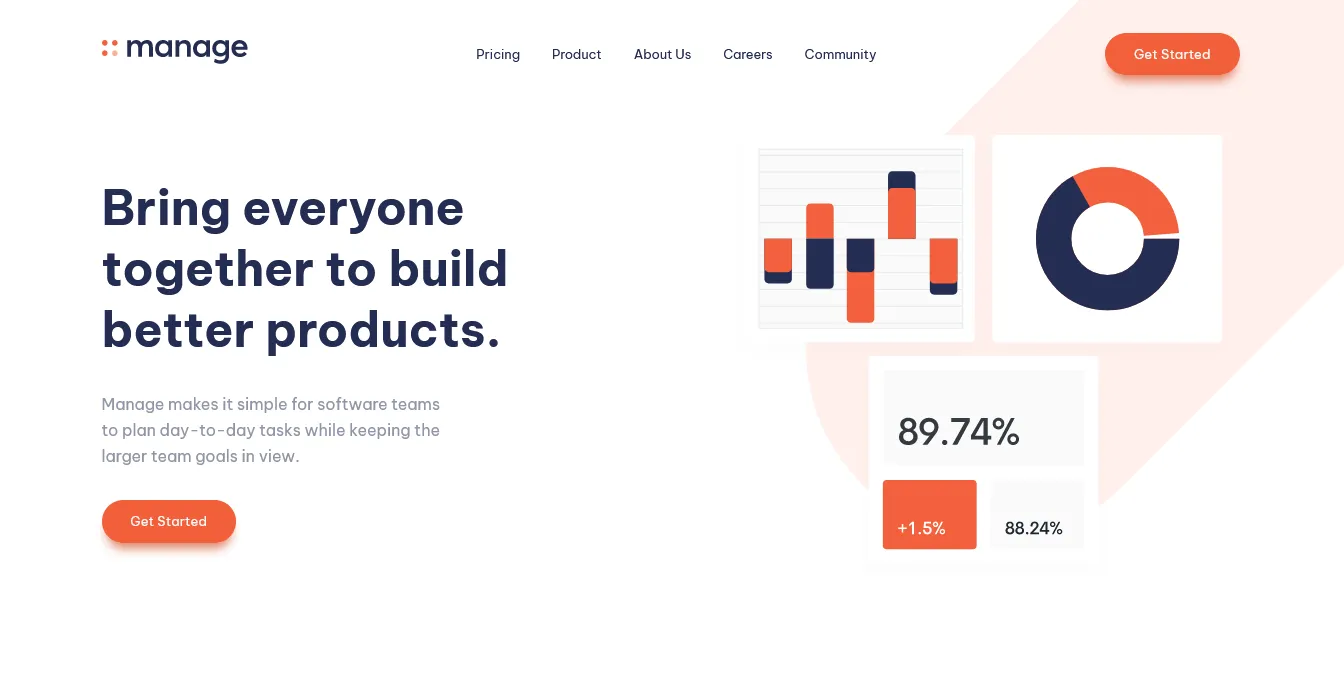 manage
Pricing
Product
About Us
Careers
Community
Get Started
Bring everyone
together to build
better products.
Manage makes it simple for software teams
to plan day-to-day tasks while keeping the
larger team goals in view.
Get Started
89.74%
+1.5%
88.24%